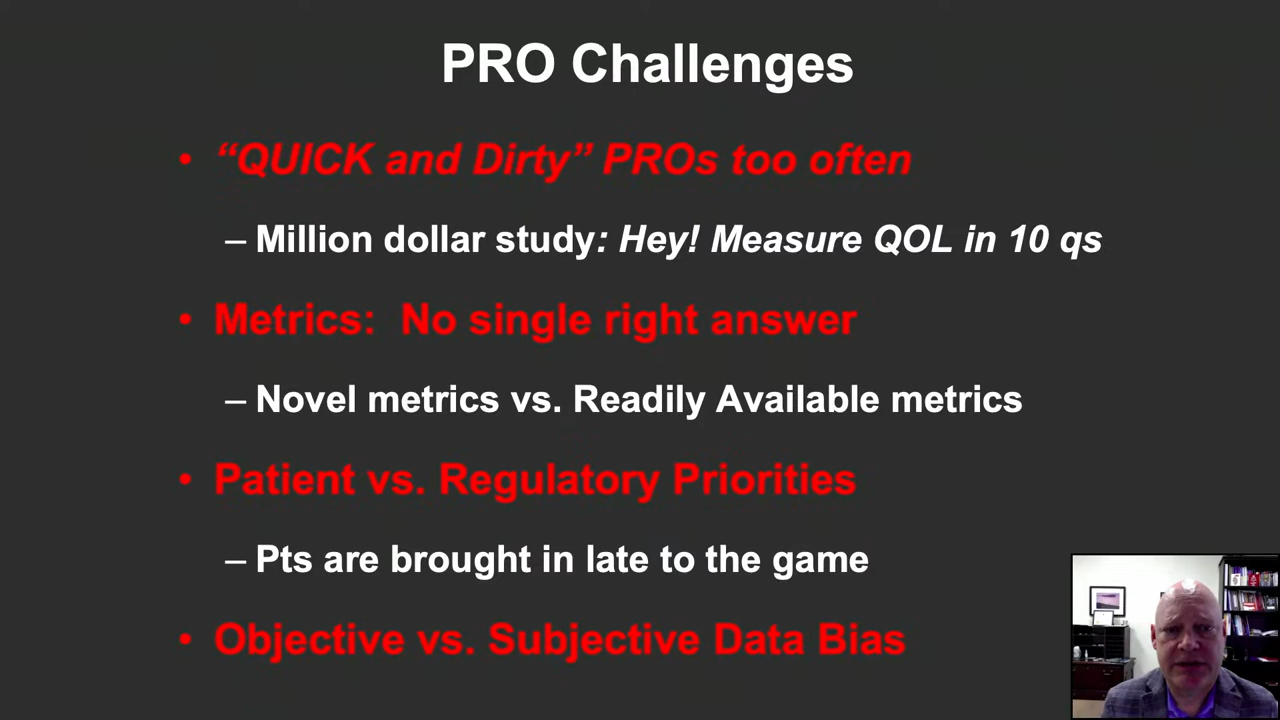 PRO Challenges
• “QUICK and Dirty” PROs too often
– Million dollar study: Hey! Measure QOL in 10 qs
• Metrics: No single right answer
– Novel metrics vs. Readily Available metrics
• Patient vs. Regulatory Priorities
– Pts are brought in late to the game
• Objective vs. Subjective Data Bias